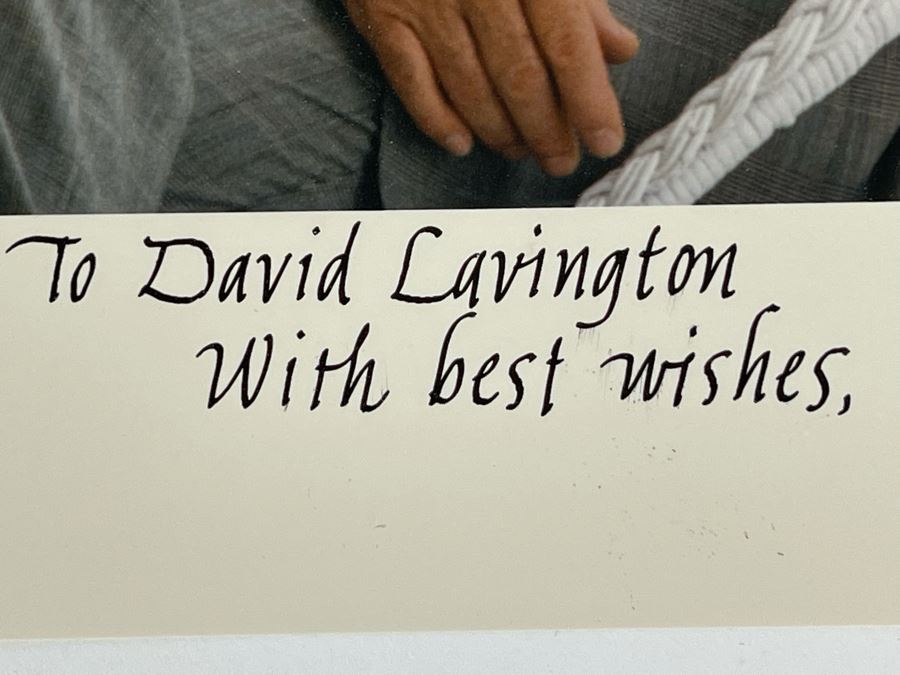 To David Lavington
With best wishes,